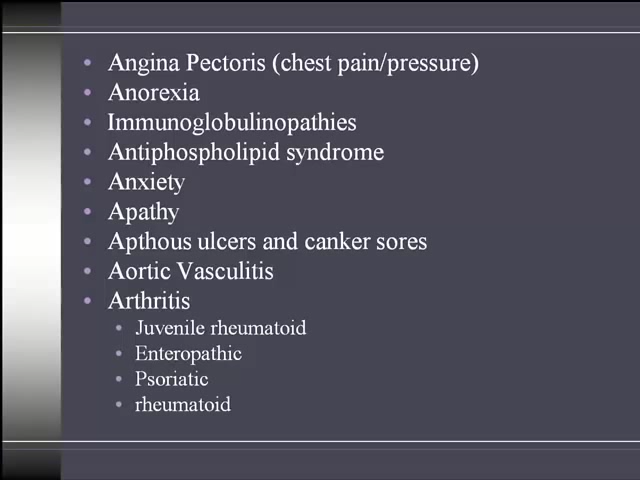 • Angina Pectoris (chest pain/pressure)
• Anorexia
• Immunoglobulinopathies
• Antiphospholipid syndrome
• Anxiety
• Apathy
• Apthous ulcers and canker sores
• Aortic Vasculitis
• Arthritis
• Juvenile rheumatoid
• Enteropathic
• Psoriatic
• rheumatoid